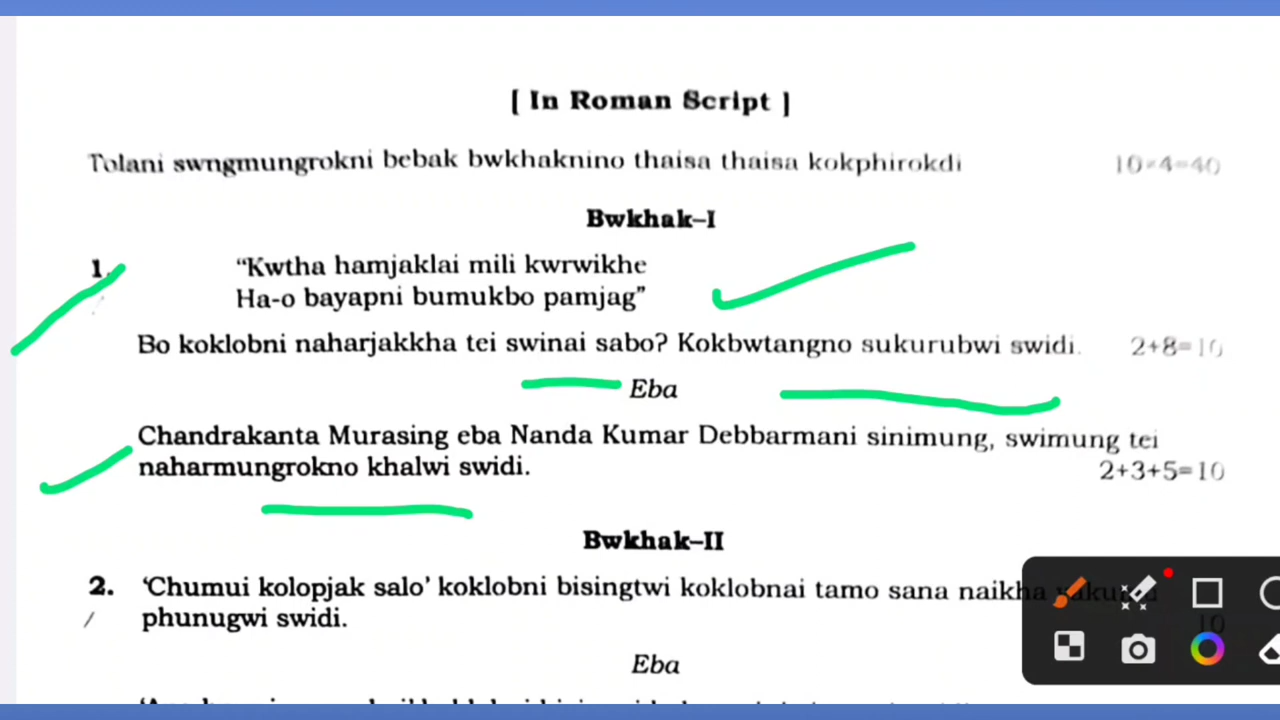 [ In Roman Script ]
Tolani swngmungrokni bebak bwkhaknino thaisa thaisa kokphirokdi 10×4=40
Bwkhak–I
1. “Kwtha hamjaklai mili kwrwikhe
Ha-o bayapni bumukbo pamjag”
Bo koklobni naharjakkha tei swinai sabo? Kokbwtangno sukurubwi swidi. 2+8=10
Eba
Chandrakanta Murasing eba Nanda Kumar Debbarmani sinimung, swimung tei
naharmungrokno khalwi swidi. 2+3+5=10
Bwkhak–II
2. ‘Chumui kolopjak salo’ koklobni bisingtwi koklobnai tamo sana naikha
phunugwi swidi. 10
Eba